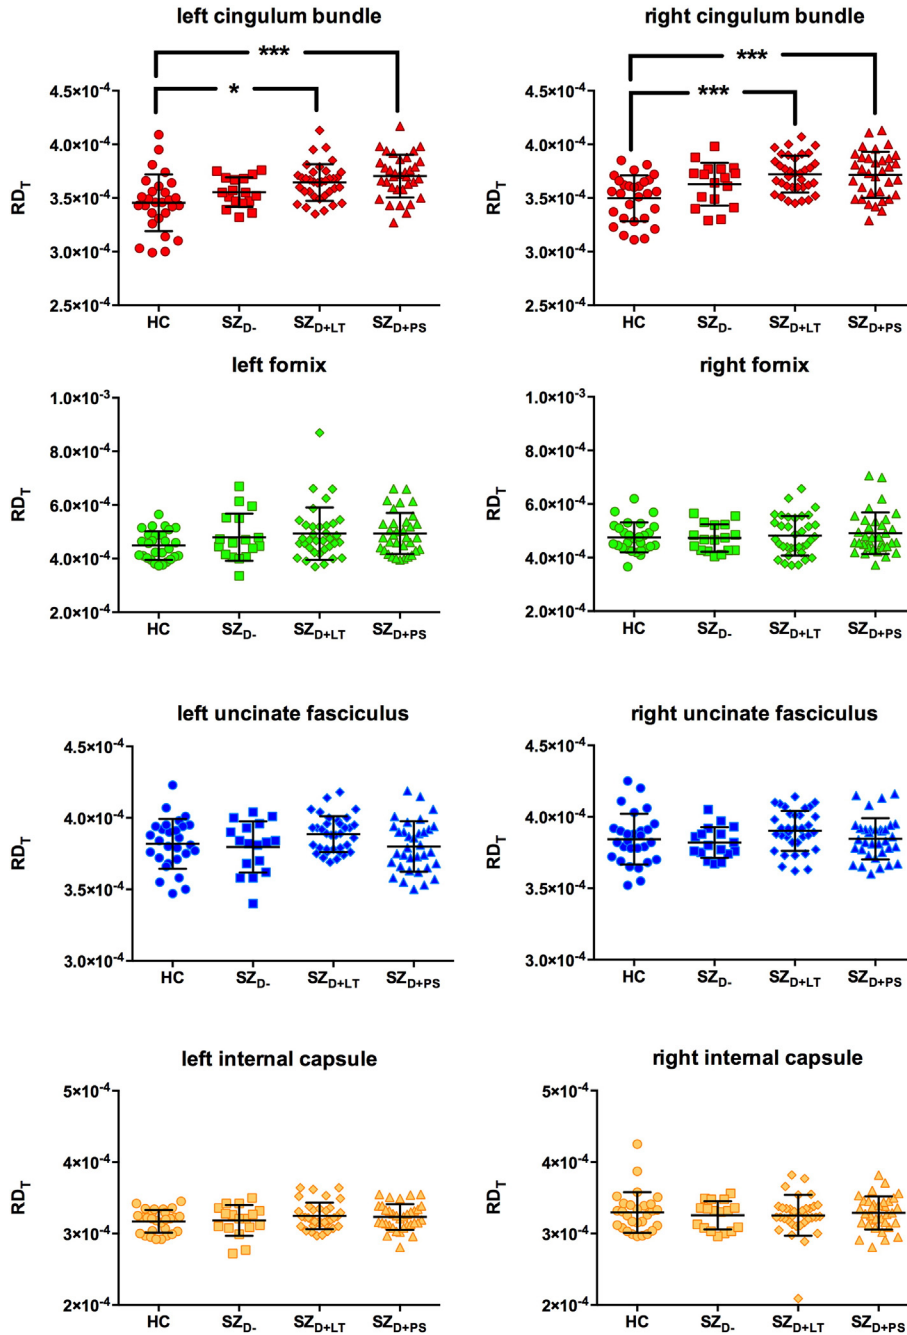 left cingulum bundle
***
*
4.5×10⁻⁴
4.0×10⁻⁴
3.5×10⁻⁴
3.0×10⁻⁴
2.5×10⁻⁴
RD_T
HC SZ_D- SZ_D+LT SZ_D+PS
right cingulum bundle
***
***
4.5×10⁻⁴
4.0×10⁻⁴
3.5×10⁻⁴
3.0×10⁻⁴
2.5×10⁻⁴
RD_T
HC SZ_D- SZ_D+LT SZ_D+PS
left fornix
1.0×10⁻³
8.0×10⁻⁴
6.0×10⁻⁴
4.0×10⁻⁴
2.0×10⁻⁴
RD_T
HC SZ_D- SZ_D+LT SZ_D+PS
right fornix
1.0×10⁻³
8.0×10⁻⁴
6.0×10⁻⁴
4.0×10⁻⁴
2.0×10⁻⁴
RD_T
HC SZ_D- SZ_D+LT SZ_D+PS
left uncinate fasciculus
4.5×10⁻⁴
4.0×10⁻⁴
3.5×10⁻⁴
3.0×10⁻⁴
RD_T
HC SZ_D- SZ_D+LT SZ_D+PS
right uncinate fasciculus
4.5×10⁻⁴
4.0×10⁻⁴
3.5×10⁻⁴
3.0×10⁻⁴
RD_T
HC SZ_D- SZ_D+LT SZ_D+PS
left internal capsule
5×10⁻⁴
4×10⁻⁴
3×10⁻⁴
2×10⁻⁴
RD_T
HC SZ_D- SZ_D+LT SZ_D+PS
right internal capsule
5×10⁻⁴
4×10⁻⁴
3×10⁻⁴
2×10⁻⁴
RD_T
HC SZ_D- SZ_D+LT SZ_D+PS